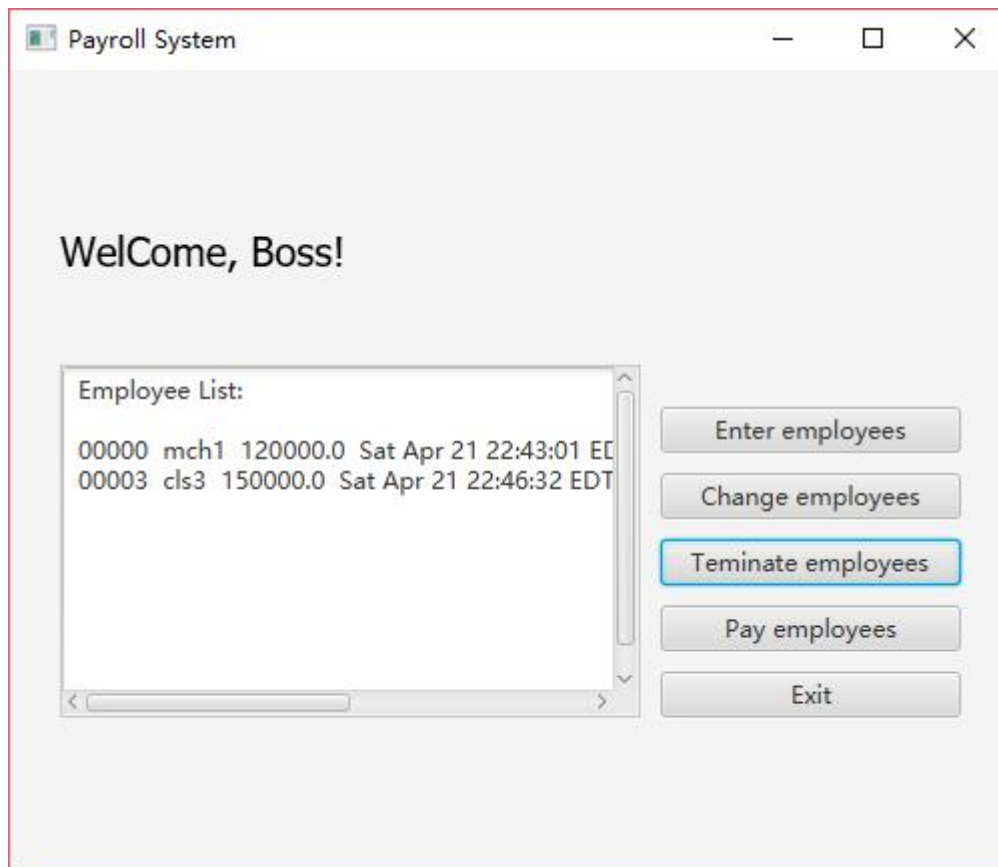 Payroll System
WelCome, Boss!
Employee List:
00000 mch1 120000.0 Sat Apr 21 22:43:01 ED
00003 cls3 150000.0 Sat Apr 21 22:46:32 EDT
Enter employees
Change employees
Teminate employees
Pay employees
Exit